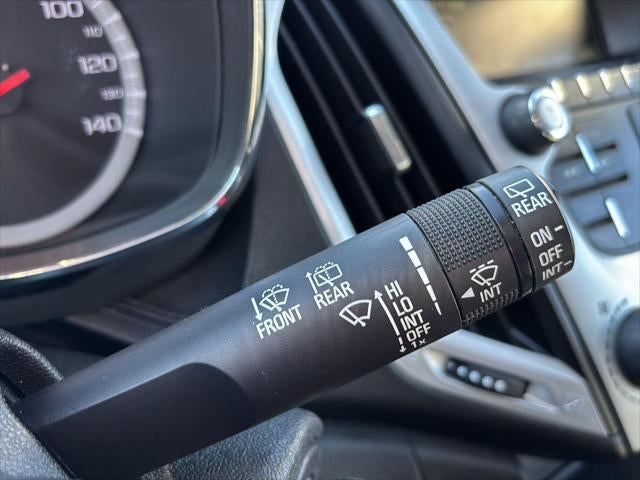 100
110
120
130
140
FRONT
REAR
HI
LO
INT
OFF
1x
INT
REAR
ON
OFF
INT